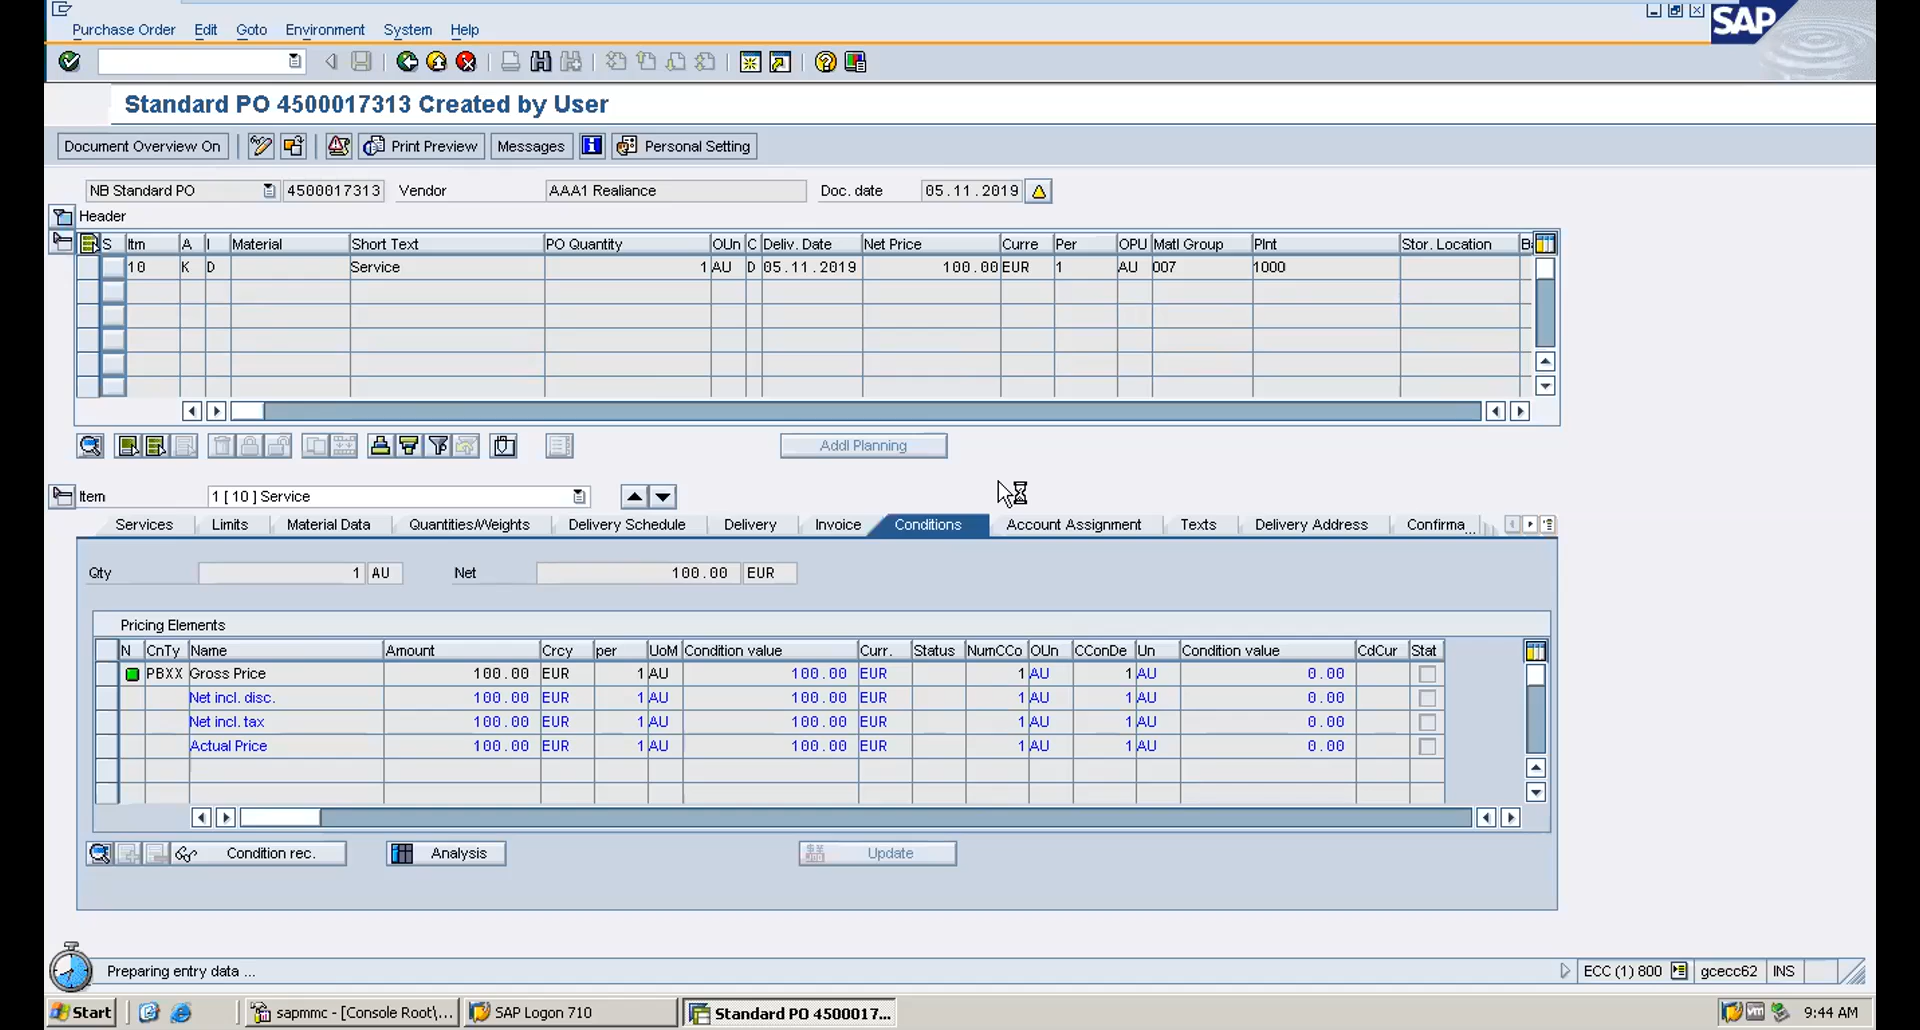 Purchase Order Edit Goto Environment System Help
SAP
Standard PO 4500017313 Created by User
Document Overview On Print Preview Messages Personal Setting
NB Standard PO 4500017313 Vendor AAA1 Realiance Doc. date 05.11.2019
Header
S Itm A I Material Short Text PO Quantity OUn C Deliv. Date Net Price Curre Per OPU Matl Group Plnt Stor. Location B
10 K D Service 1 AU D 05.11.2019 100.00 EUR 1 AU 007 1000
Addl Planning
Item 1 [ 10 ] Service
Services Limits Material Data Quantities/Weights Delivery Schedule Delivery Invoice Conditions Account Assignment Texts Delivery Address Confirma...
Qty 1 AU Net 100.00 EUR
Pricing Elements
N CnTy Name Amount Crcy per UoM Condition value Curr. Status NumCCo OUn CConDe Un Condition value CdCur Stat
PBXX Gross Price 100.00 EUR 1 AU 100.00 EUR 1 AU 1 AU 0.00
Net incl. disc. 100.00 EUR 1 AU 100.00 EUR 1 AU 1 AU 0.00
Net incl. tax 100.00 EUR 1 AU 100.00 EUR 1 AU 1 AU 0.00
Actual Price 100.00 EUR 1 AU 100.00 EUR 1 AU 1 AU 0.00
Condition rec. Analysis Update
Preparing entry data ... ECC (1) 800 gcecc62 INS
Start sapmmc - [Console Root\... SAP Logon 710 Standard PO 4500017... 9:44 AM